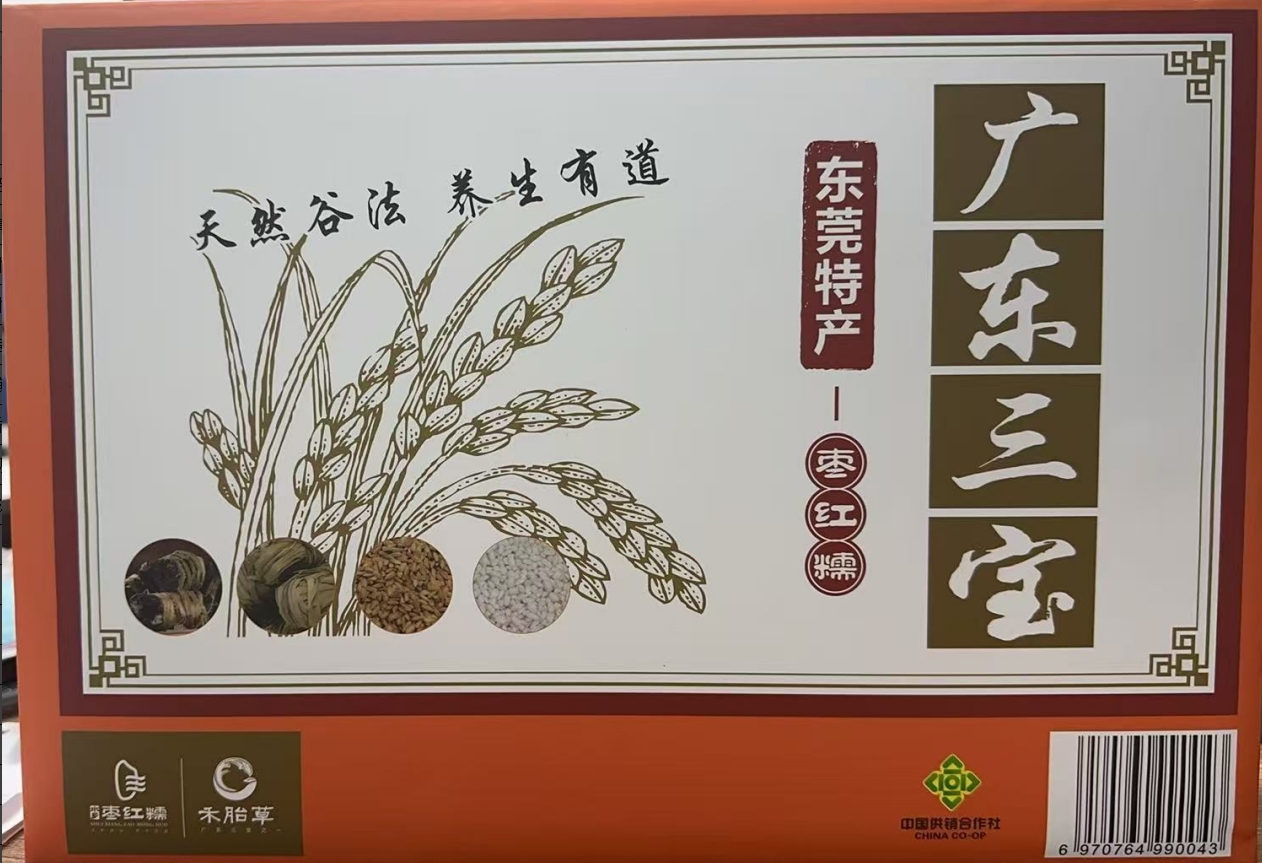 广东三宝
东莞特产
枣红糯
天然谷法 养生有道
枣红糯
禾胎草
中国供销合作社
CHINA CO-OP
6 970764 990043